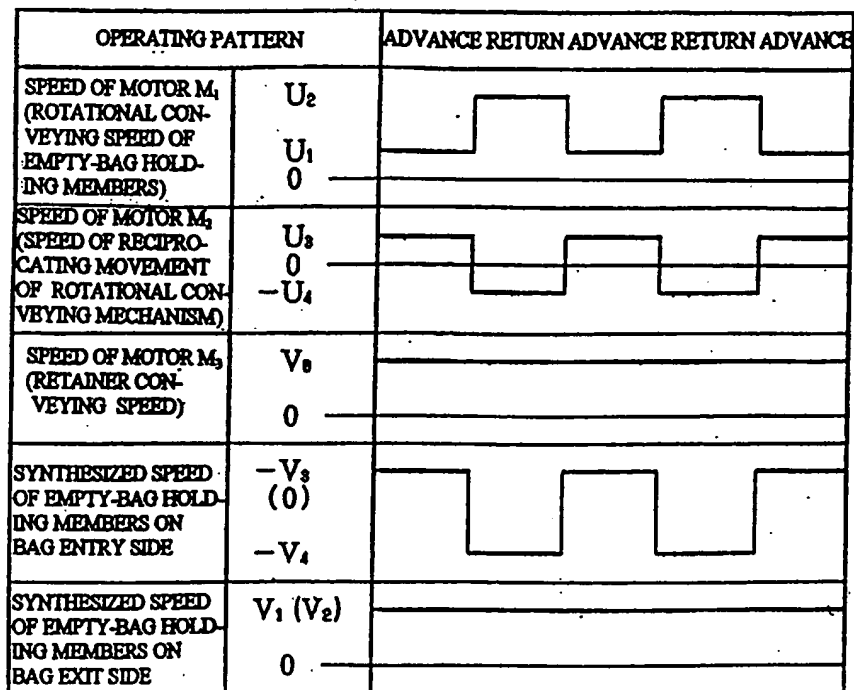 OPERATING PATTERN
ADVANCE RETURN ADVANCE RETURN ADVANCE
SPEED OF MOTOR M₁
(ROTATIONAL CON-
VEYING SPEED OF
EMPTY-BAG HOLD-
ING MEMBERS)
U₂
U₁
0
SPEED OF MOTOR M₂
(SPEED OF RECIPRO-
CATING MOVEMENT
OF ROTATIONAL CON-
VEYING MECHANISM)
U₃
0
−U₄
SPEED OF MOTOR M₃
(RETAINER CON-
VEYING SPEED)
V₀
0
SYNTHESIZED SPEED
OF EMPTY-BAG HOLD-
ING MEMBERS ON
BAG ENTRY SIDE
−V₃
(0)
−V₄
SYNTHESIZED SPEED
OF EMPTY-BAG HOLD-
ING MEMBERS ON
BAG EXIT SIDE
V₁ (V₂)
0